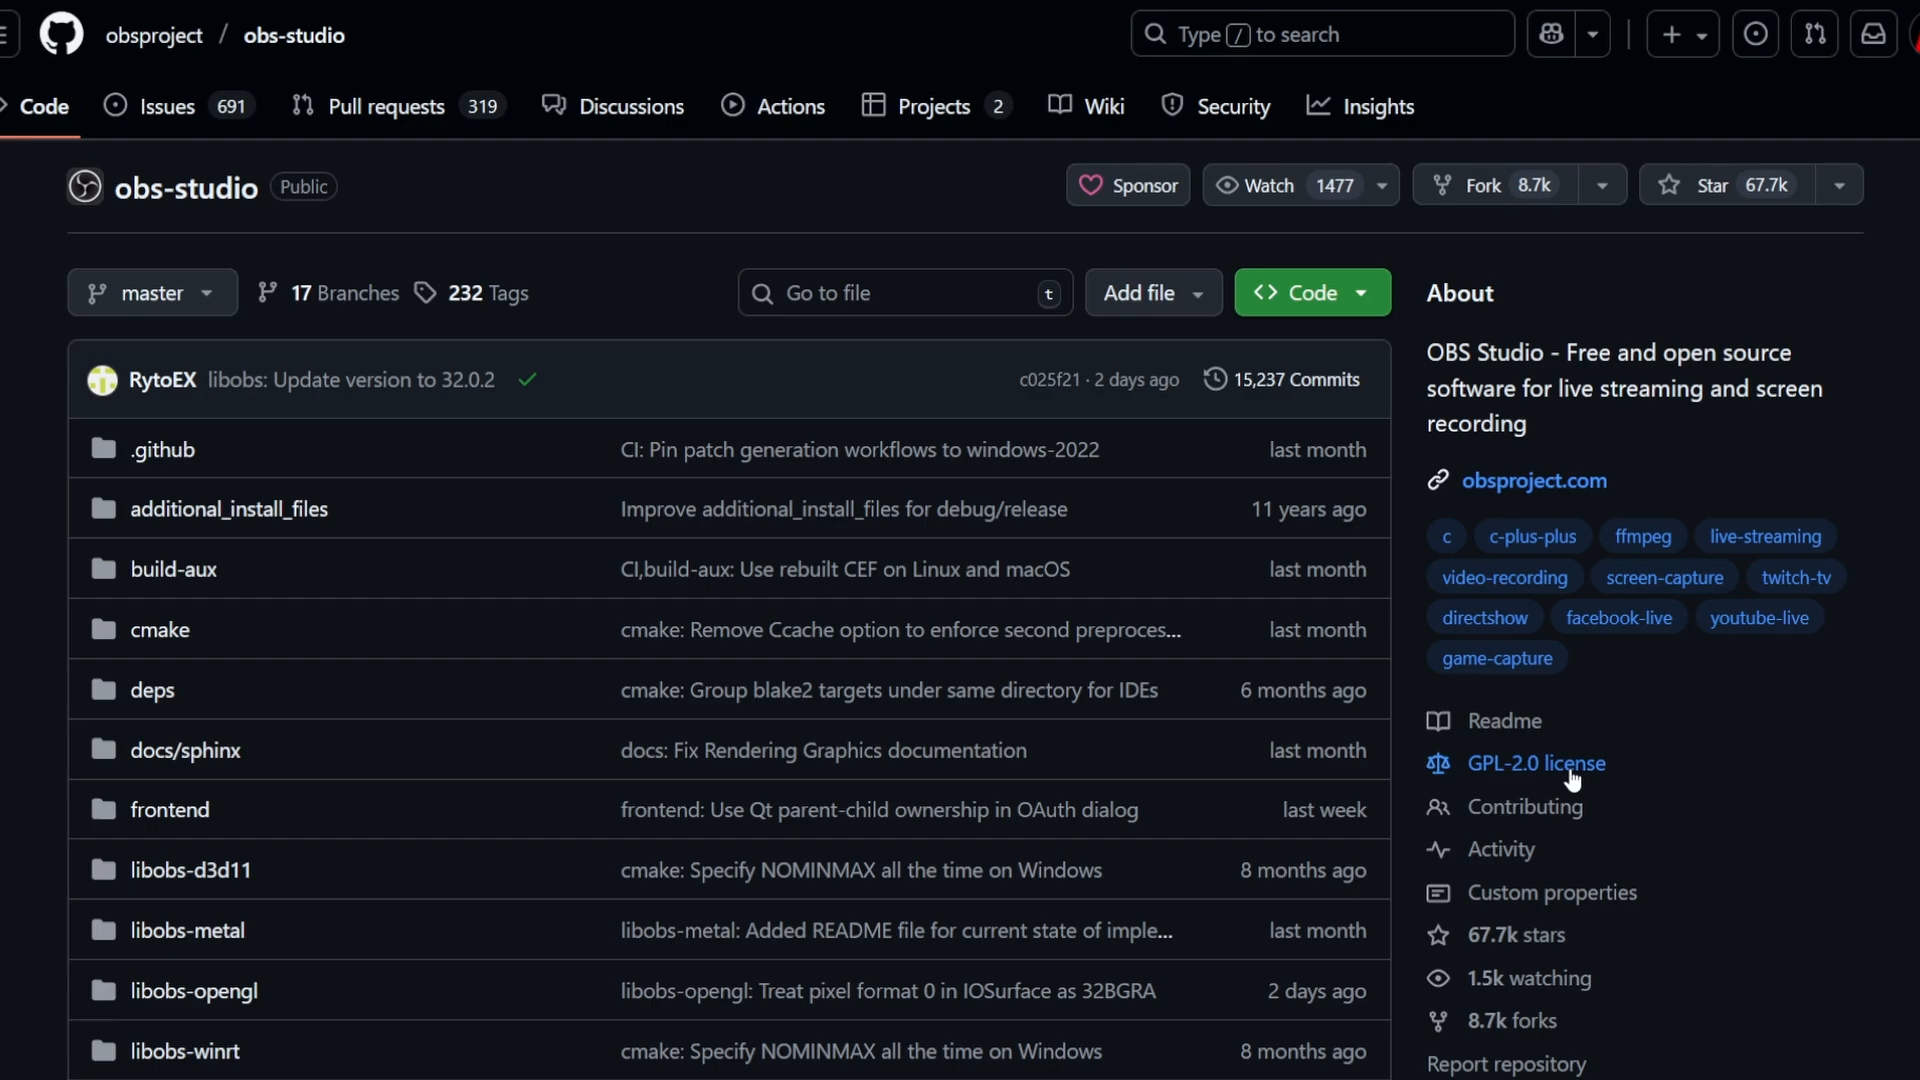 obsproject / obs-studio
Type / to search
Code
Issues 691
Pull requests 319
Discussions
Actions
Projects 2
Wiki
Security
Insights
obs-studio Public
Sponsor
Watch 1477
Fork 8.7k
Star 67.7k
master
17 Branches
232 Tags
Go to file t
Add file
Code
RytoEX libobs: Update version to 32.0.2 c025f21 · 2 days ago 15,237 Commits
.github CI: Pin patch generation workflows to windows-2022 last month
additional_install_files Improve additional_install_files for debug/release 11 years ago
build-aux CI,build-aux: Use rebuilt CEF on Linux and macOS last month
cmake cmake: Remove Ccache option to enforce second preproces... last month
deps cmake: Group blake2 targets under same directory for IDEs 6 months ago
docs/sphinx docs: Fix Rendering Graphics documentation last month
frontend frontend: Use Qt parent-child ownership in OAuth dialog last week
libobs-d3d11 cmake: Specify NOMINMAX all the time on Windows 8 months ago
libobs-metal libobs-metal: Added README file for current state of imple... last month
libobs-opengl libobs-opengl: Treat pixel format 0 in IOSurface as 32BGRA 2 days ago
libobs-winrt cmake: Specify NOMINMAX all the time on Windows 8 months ago
About
OBS Studio - Free and open source
software for live streaming and screen
recording
obsproject.com
c c-plus-plus ffmpeg live-streaming
video-recording screen-capture twitch-tv
directshow facebook-live youtube-live
game-capture
Readme
GPL-2.0 license
Contributing
Activity
Custom properties
67.7k stars
1.5k watching
8.7k forks
Report repository